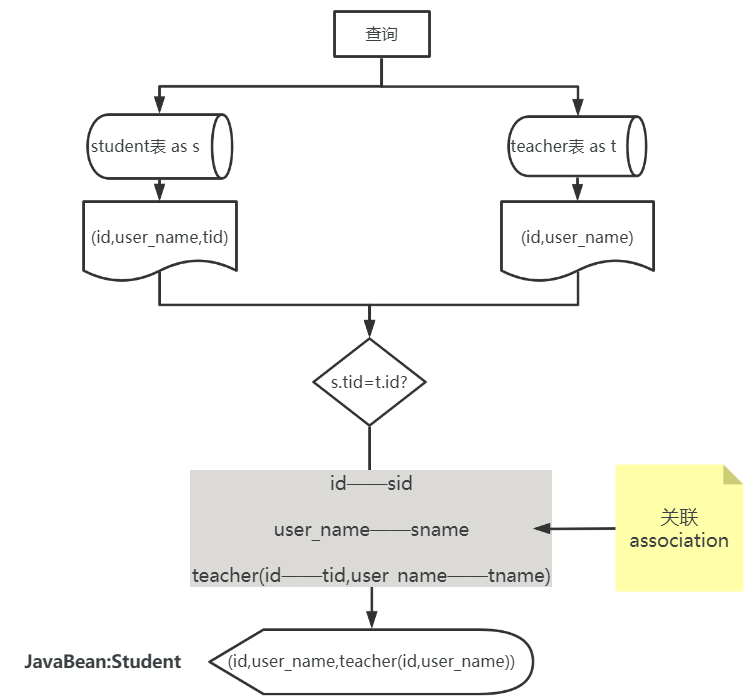 查询
student表 as s
teacher表 as t
(id,user_name,tid)
(id,user_name)
s.tid=t.id?
id——sid
user_name——sname
teacher(id——tid,user_name——tname)
关联
association
JavaBean:Student
(id,user_name,teacher(id,user_name))